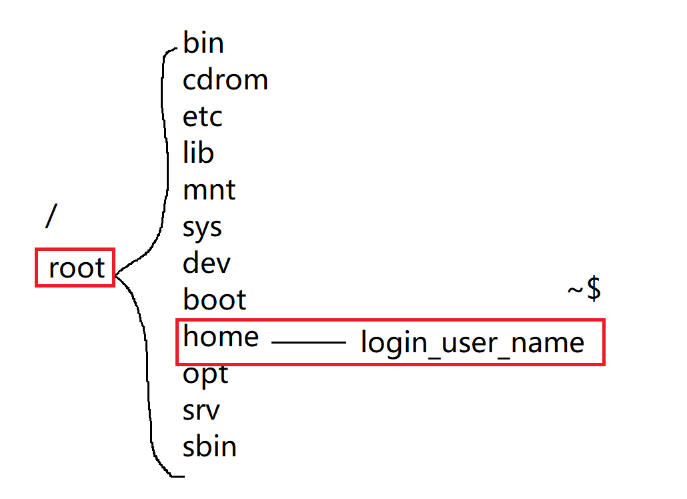 /
root
bin
cdrom
etc
lib
mnt
sys
dev
boot
~$
home login_user_name
opt
srv
sbin